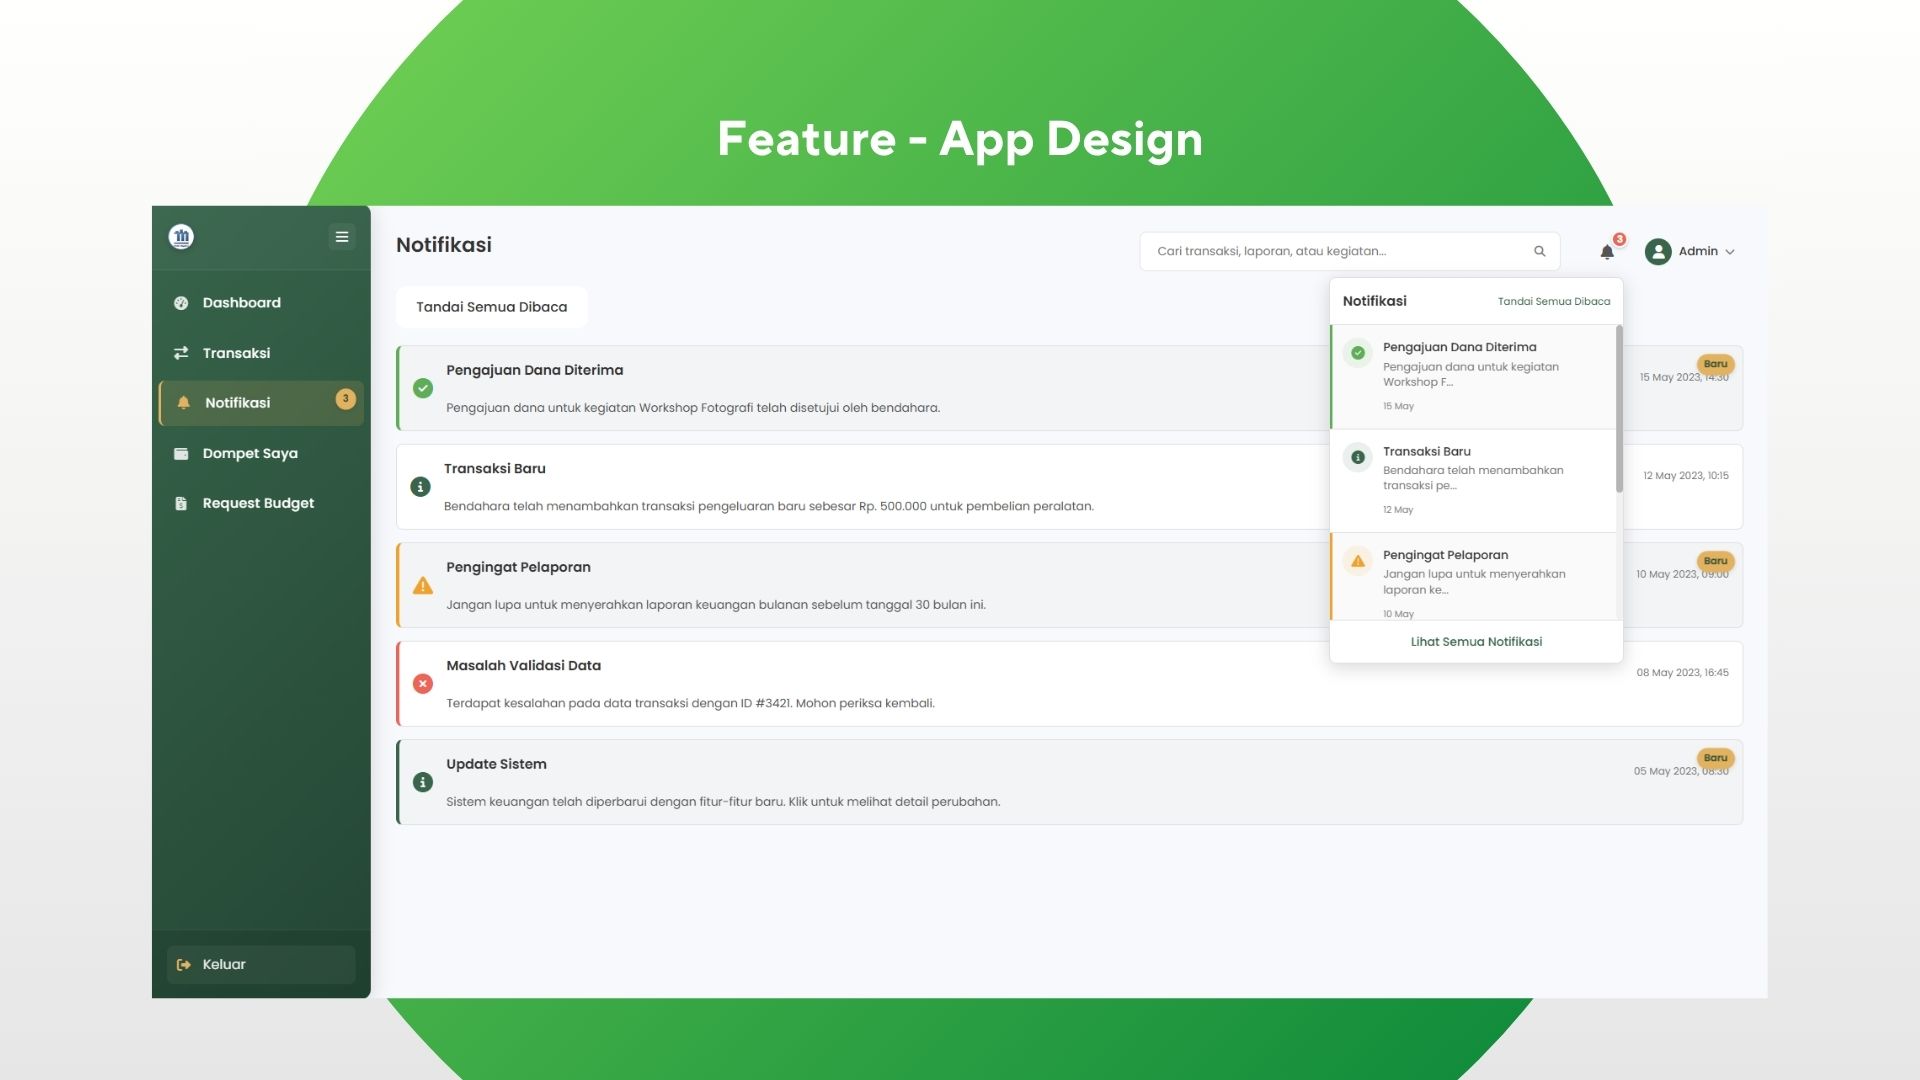 Feature - App Design
Dashboard
Transaksi
Notifikasi
3
Dompet Saya
Request Budget
Keluar
Notifikasi
Cari transaksi, laporan, atau kegiatan...
3
Admin
Tandai Semua Dibaca
Pengajuan Dana Diterima
Pengajuan dana untuk kegiatan Workshop Fotografi telah disetujui oleh bendahara.
Baru
15 May 2023, 14:30
Transaksi Baru
Bendahara telah menambahkan transaksi pengeluaran baru sebesar Rp. 500.000 untuk pembelian peralatan.
12 May 2023, 10:15
Pengingat Pelaporan
Jangan lupa untuk menyerahkan laporan keuangan bulanan sebelum tanggal 30 bulan ini.
Baru
10 May 2023, 09:00
Masalah Validasi Data
Terdapat kesalahan pada data transaksi dengan ID #3421. Mohon periksa kembali.
08 May 2023, 16:45
Update Sistem
Sistem keuangan telah diperbarui dengan fitur-fitur baru. Klik untuk melihat detail perubahan.
Baru
05 May 2023, 08:30
Notifikasi
Tandai Semua Dibaca
Pengajuan Dana Diterima
Pengajuan dana untuk kegiatan
Workshop F...
15 May
Transaksi Baru
Bendahara telah menambahkan
transaksi pe...
12 May
Pengingat Pelaporan
Jangan lupa untuk menyerahkan
laporan ke...
10 May
Lihat Semua Notifikasi